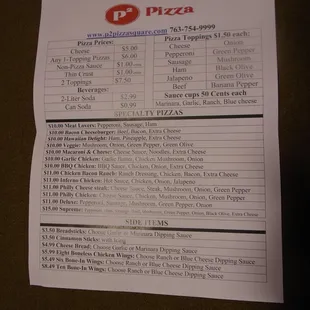 P² Pizza
www.p2pizzasquare.com 763-754-9999
Pizza Prices:
Cheese $5.00
Any 1-Topping Pizzas $6.00
Non-Pizza Sauce $1.00
Thin Crust $1.00
2 Toppings $7.50
Beverages:
2-Liter Soda $2.99
Can Soda $0.99
Pizza Toppings $1.50 each:
Cheese Onion
Pepperoni Green Pepper
Sausage Mushroom
Ham Black Olive
Jalapeno Green Olive
Beef Banana Pepper
Sauce cups 50 Cents each
Marinara, Garlic, Ranch, Blue cheese
SPECIALTY PIZZAS
$10.00 Meat Lovers: Pepperoni, Sausage, Ham
$10.00 Bacon Cheeseburger: Beef, Bacon, Extra Cheese
$10.00 Hawaiian Delight: Ham, Pineapple, Extra Cheese
$10.00 Veggie: Mushroom, Onion, Green Pepper, Green Olive
$10.00 Macaroni & Cheese: Cheese Sauce, Noodles, Extra Cheese
$10.00 Garlic Chicken: Garlic Sauce, Chicken, Mushroom, Onion
$10.00 BBQ Chicken: BBQ Sauce, Chicken, Onion, Extra Cheese
$11.00 Chicken Bacon Ranch: Ranch Dressing, Chicken, Bacon, Extra Cheese
$11.00 Inferno Chicken: Hot Sauce, Chicken, Onion, Jalapeno
$11.00 Philly Cheese steak: Cheese Sauce, Steak, Mushroom, Onion, Green Pepper
$11.00 Philly Chicken: Cheese Sauce, Chicken, Mushroom, Onion, Green Pepper
$11.00 Deluxe: Pepperoni, Sausage, Mushroom, Green Pepper, Onion
$15.00 Supreme: Mushroom, Green Pepper, Onion, Black Olive, Extra Cheese
SIDE ITEMS
$3.50 Breadsticks: Choose Garlic or Marinara Dipping Sauce
$3.50 Cinnamon Sticks: with Icing
$4.99 Cheese Bread: Choose Garlic or Marinara Dipping Sauce
$5.99 Eight Boneless Chicken Wings: Choose Ranch or Blue Cheese Dipping Sauce
$5.49 Six Bone-In Wings: Choose Ranch or Blue Cheese Dipping Sauce
$8.49 Ten Bone-In Wings: Choose Ranch or Blue Cheese Dipping Sauce